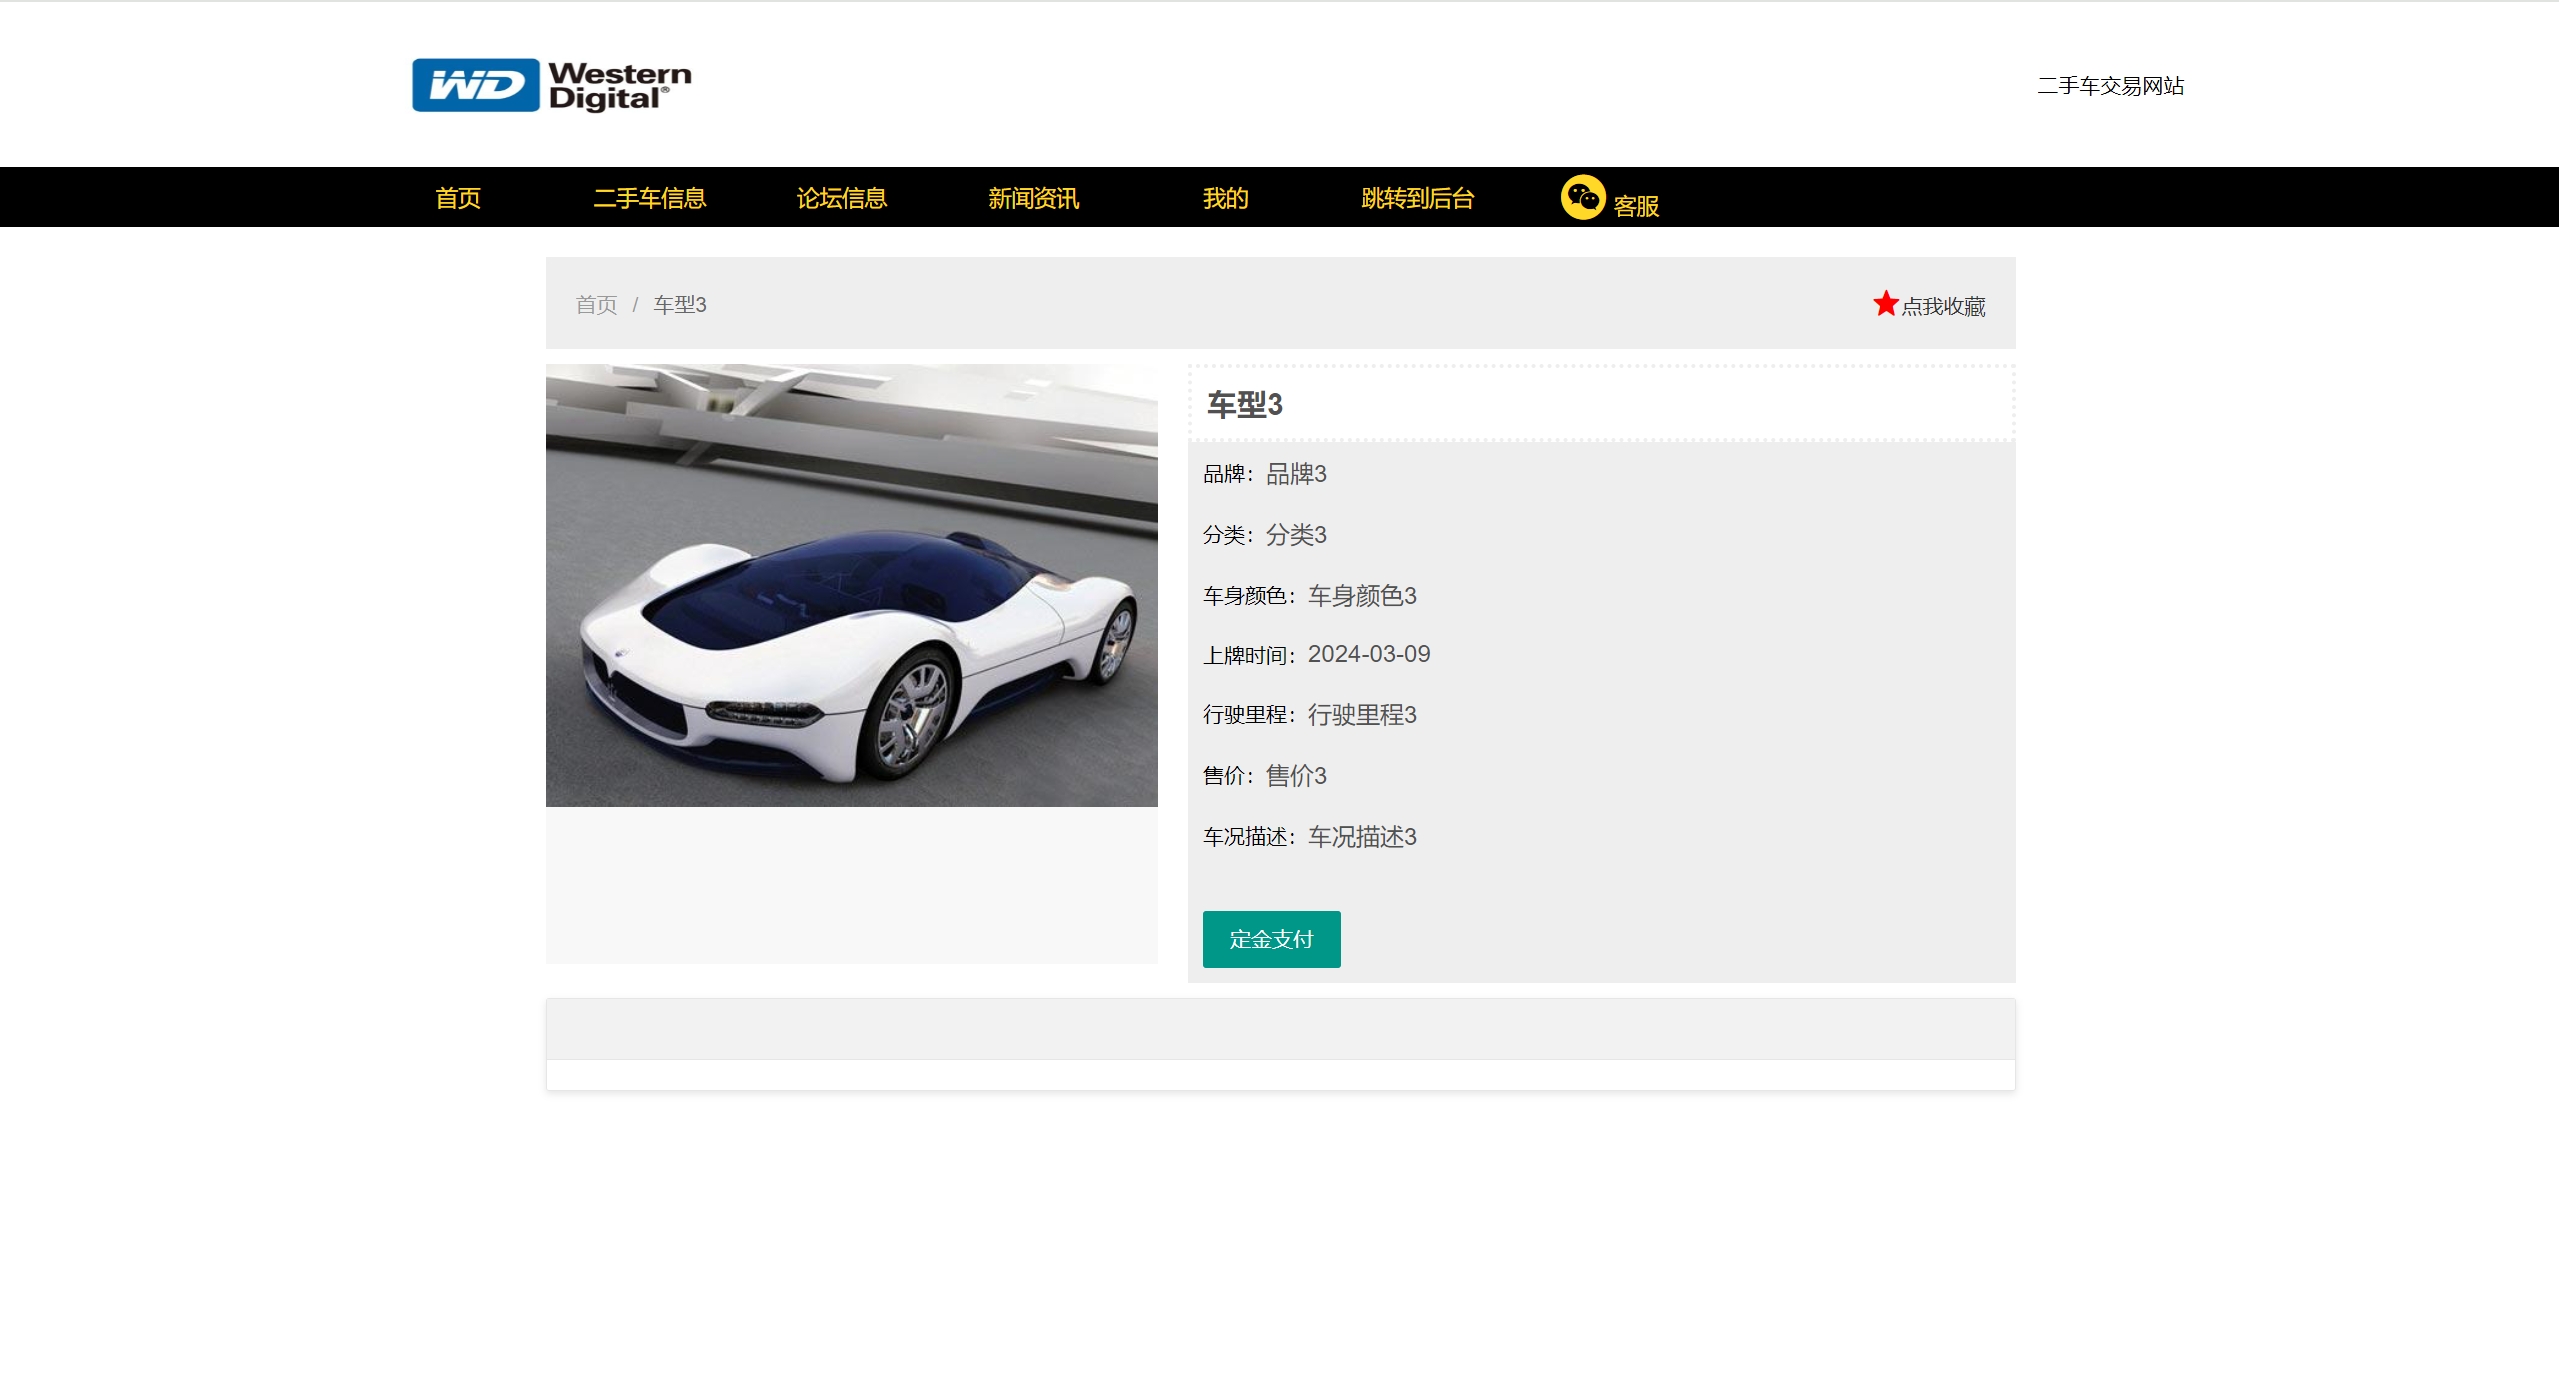 WD Western
Digital®
二手车交易网站
首页 二手车信息 论坛信息 新闻资讯 我的 跳转到后台 客服
首页 / 车型3
点我收藏
车型3
品牌： 品牌3
分类： 分类3
车身颜色： 车身颜色3
上牌时间： 2024-03-09
行驶里程： 行驶里程3
售价： 售价3
车况描述： 车况描述3
定金支付